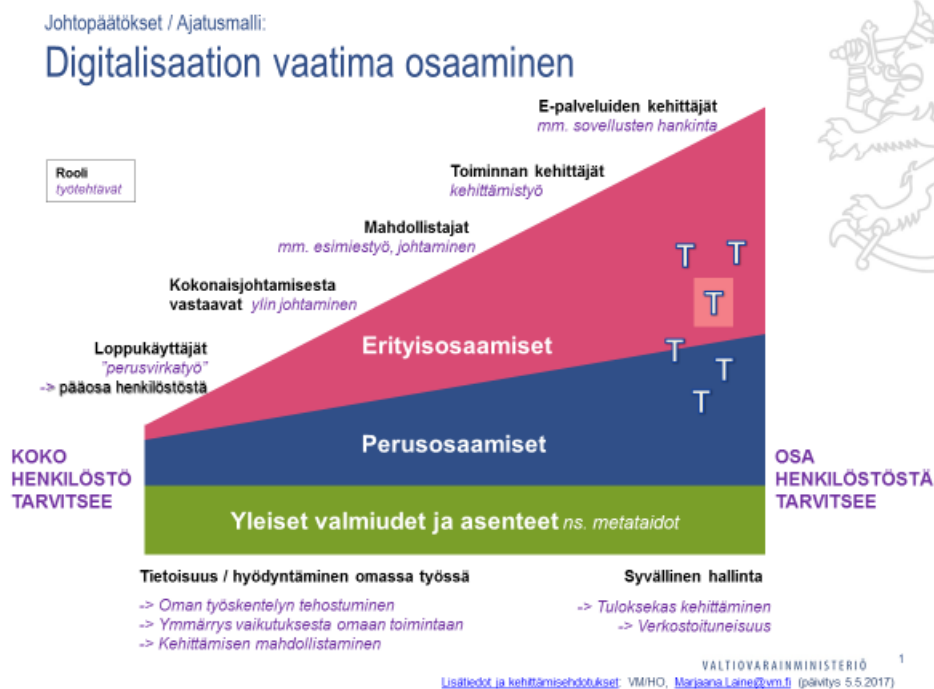 Johtopäätökset / Ajatusmalli:
Digitalisaation vaatima osaaminen
Rooli
työtehtävät
E-palveluiden kehittäjät
mm. sovellusten hankinta
Toiminnan kehittäjät
kehittämistyö
Mahdollistajat
mm. esimiestyö, johtaminen
Kokonaisjohtamisesta
vastaavat ylin johtaminen
Loppukäyttäjät
"perusvirkatyö"
-> pääosa henkilöstöstä
T T
T
T
T
T
Erityisosaamiset
Perusosaamiset
Yleiset valmiudet ja asenteet ns. metataidot
KOKO
HENKILÖSTÖ
TARVITSEE
OSA
HENKILÖSTÖSTÄ
TARVITSEE
Tietoisuus / hyödyntäminen omassa työssä
-> Oman työskentelyn tehostuminen
-> Ymmärrys vaikutuksesta omaan toimintaan
-> Kehittämisen mahdollistaminen
Syvällinen hallinta
-> Tuloksekas kehittäminen
-> Verkostoituneisuus
VALTIOVARAINMINISTERIÖ 1
Lisätiedot ja kehittämisehdotukset: VM/HO, Marjaana.Laine@vm.fi (päivitys 5.5.2017)